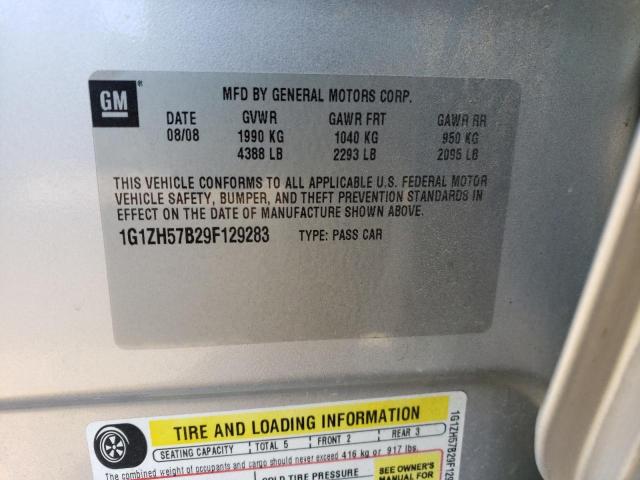 GM
MFD BY GENERAL MOTORS CORP.
DATE GVWR GAWR FRT GAWR RR
08/08 1990 KG 1040 KG 950 KG
4388 LB 2293 LB 2095 LB
THIS VEHICLE CONFORMS TO ALL APPLICABLE U.S. FEDERAL MOTOR
VEHICLE SAFETY, BUMPER, AND THEFT PREVENTION STANDARDS IN
EFFECT ON THE DATE OF MANUFACTURE SHOWN ABOVE.
1G1ZH57B29F129283 TYPE: PASS CAR
TIRE AND LOADING INFORMATION
SEATING CAPACITY TOTAL 5 FRONT 2 REAR 3
The combined weight of occupants and cargo should never exceed 416 kg or 917 lbs.
COLD TIRE PRESSURE
SEE OWNER'S
MANUAL FOR
1G1ZH57B29F129